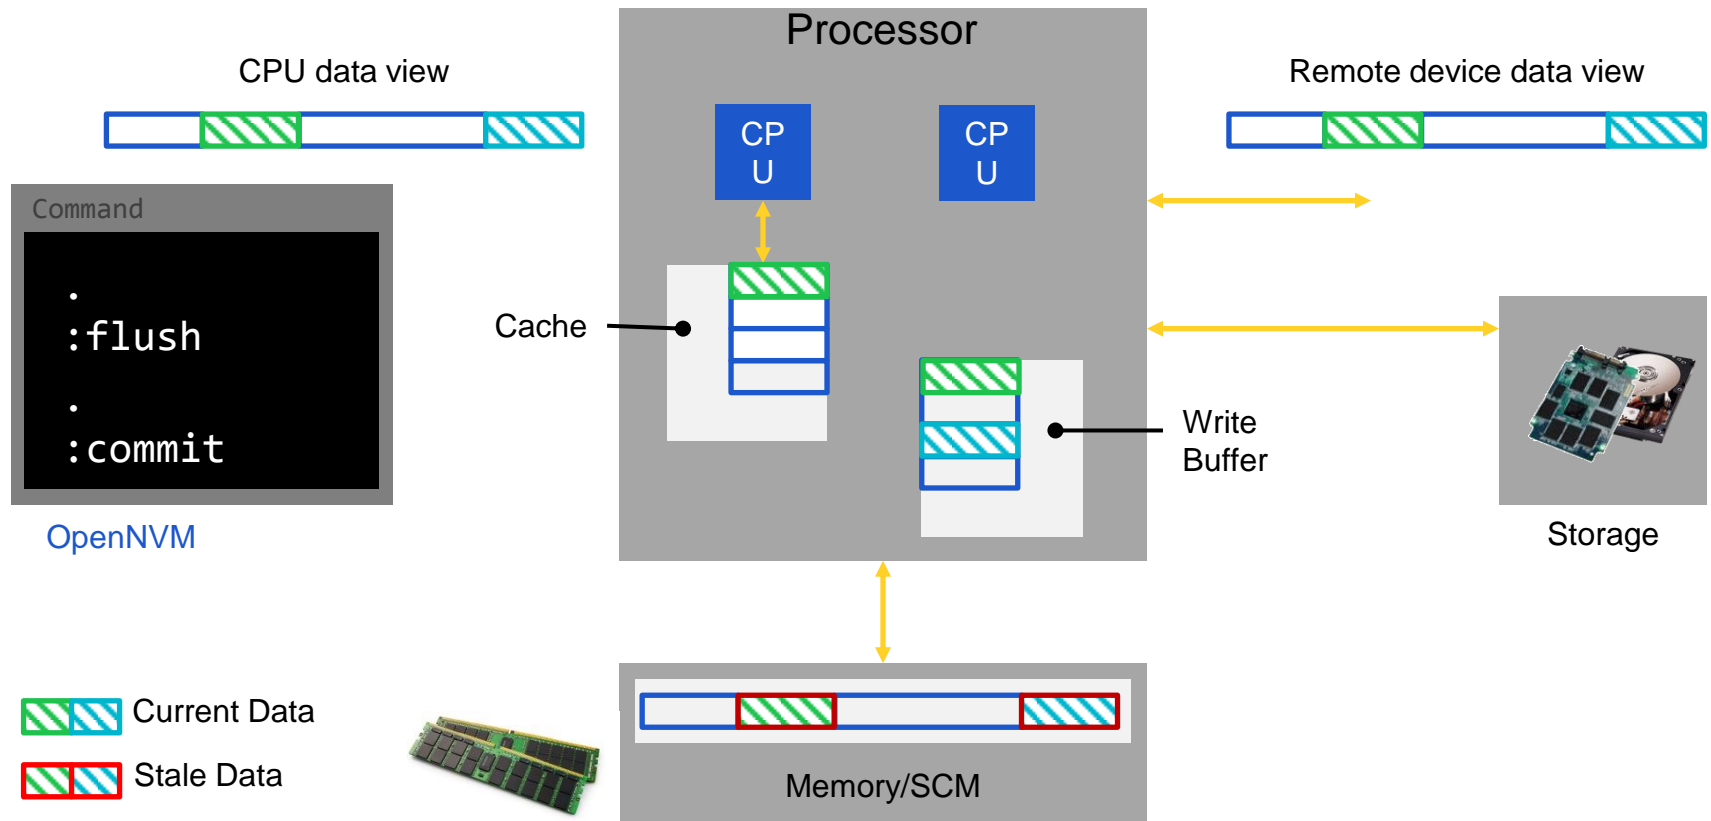 Processor
CPU data view
Remote device data view
CP
U
CP
U
Command
.
:flush
.
:commit
Cache
Write
Buffer
OpenNVM
Storage
Current Data
Stale Data
Memory/SCM